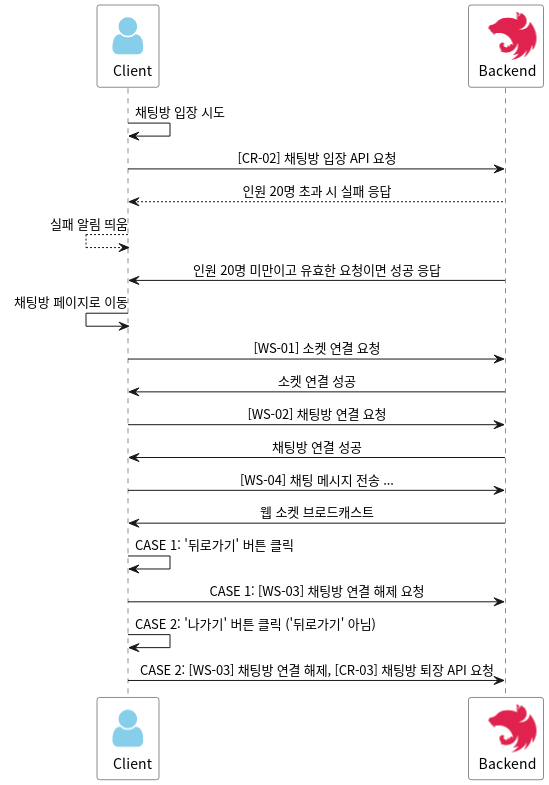 Client
Backend
채팅방 입장 시도
[CR-02] 채팅방 입장 API 요청
인원 20명 초과 시 실패 응답
실패 알림 띄움
인원 20명 미만이고 유효한 요청이면 성공 응답
채팅방 페이지로 이동
[WS-01] 소켓 연결 요청
소켓 연결 성공
[WS-02] 채팅방 연결 요청
채팅방 연결 성공
[WS-04] 채팅 메시지 전송 ...
웹 소켓 브로드캐스트
CASE 1: '뒤로가기' 버튼 클릭
CASE 1: [WS-03] 채팅방 연결 해제 요청
CASE 2: '나가기' 버튼 클릭 ('뒤로가기' 아님)
CASE 2: [WS-03] 채팅방 연결 해제, [CR-03] 채팅방 퇴장 API 요청
Client
Backend